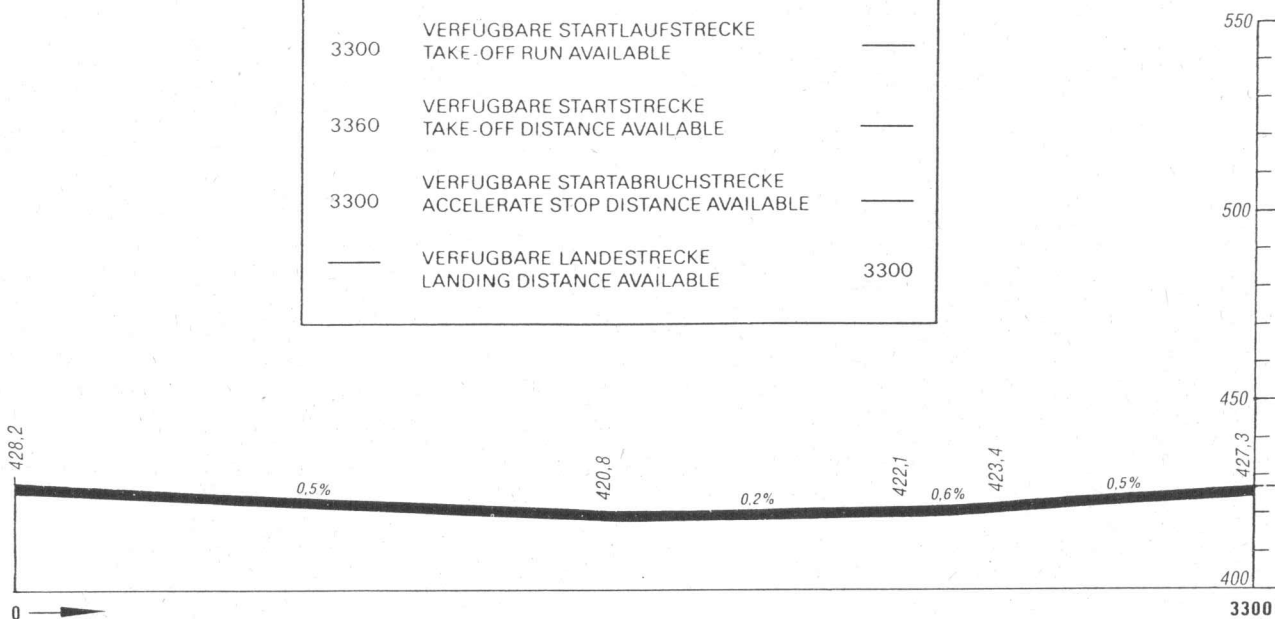 3300 VERFUGBARE STARTLAUFSTRECKE
TAKE-OFF RUN AVAILABLE —
3360 VERFUGBARE STARTSTRECKE
TAKE-OFF DISTANCE AVAILABLE —
3300 VERFUGBARE STARTABRUCHSTRECKE
ACCELERATE STOP DISTANCE AVAILABLE —
— VERFUGBARE LANDESTRECKE
LANDING DISTANCE AVAILABLE 3300
550
500
450
400
428,2
0,5%
420,8
0,2%
422,1
0,6%
423,4
0,5%
427,3
0
3300